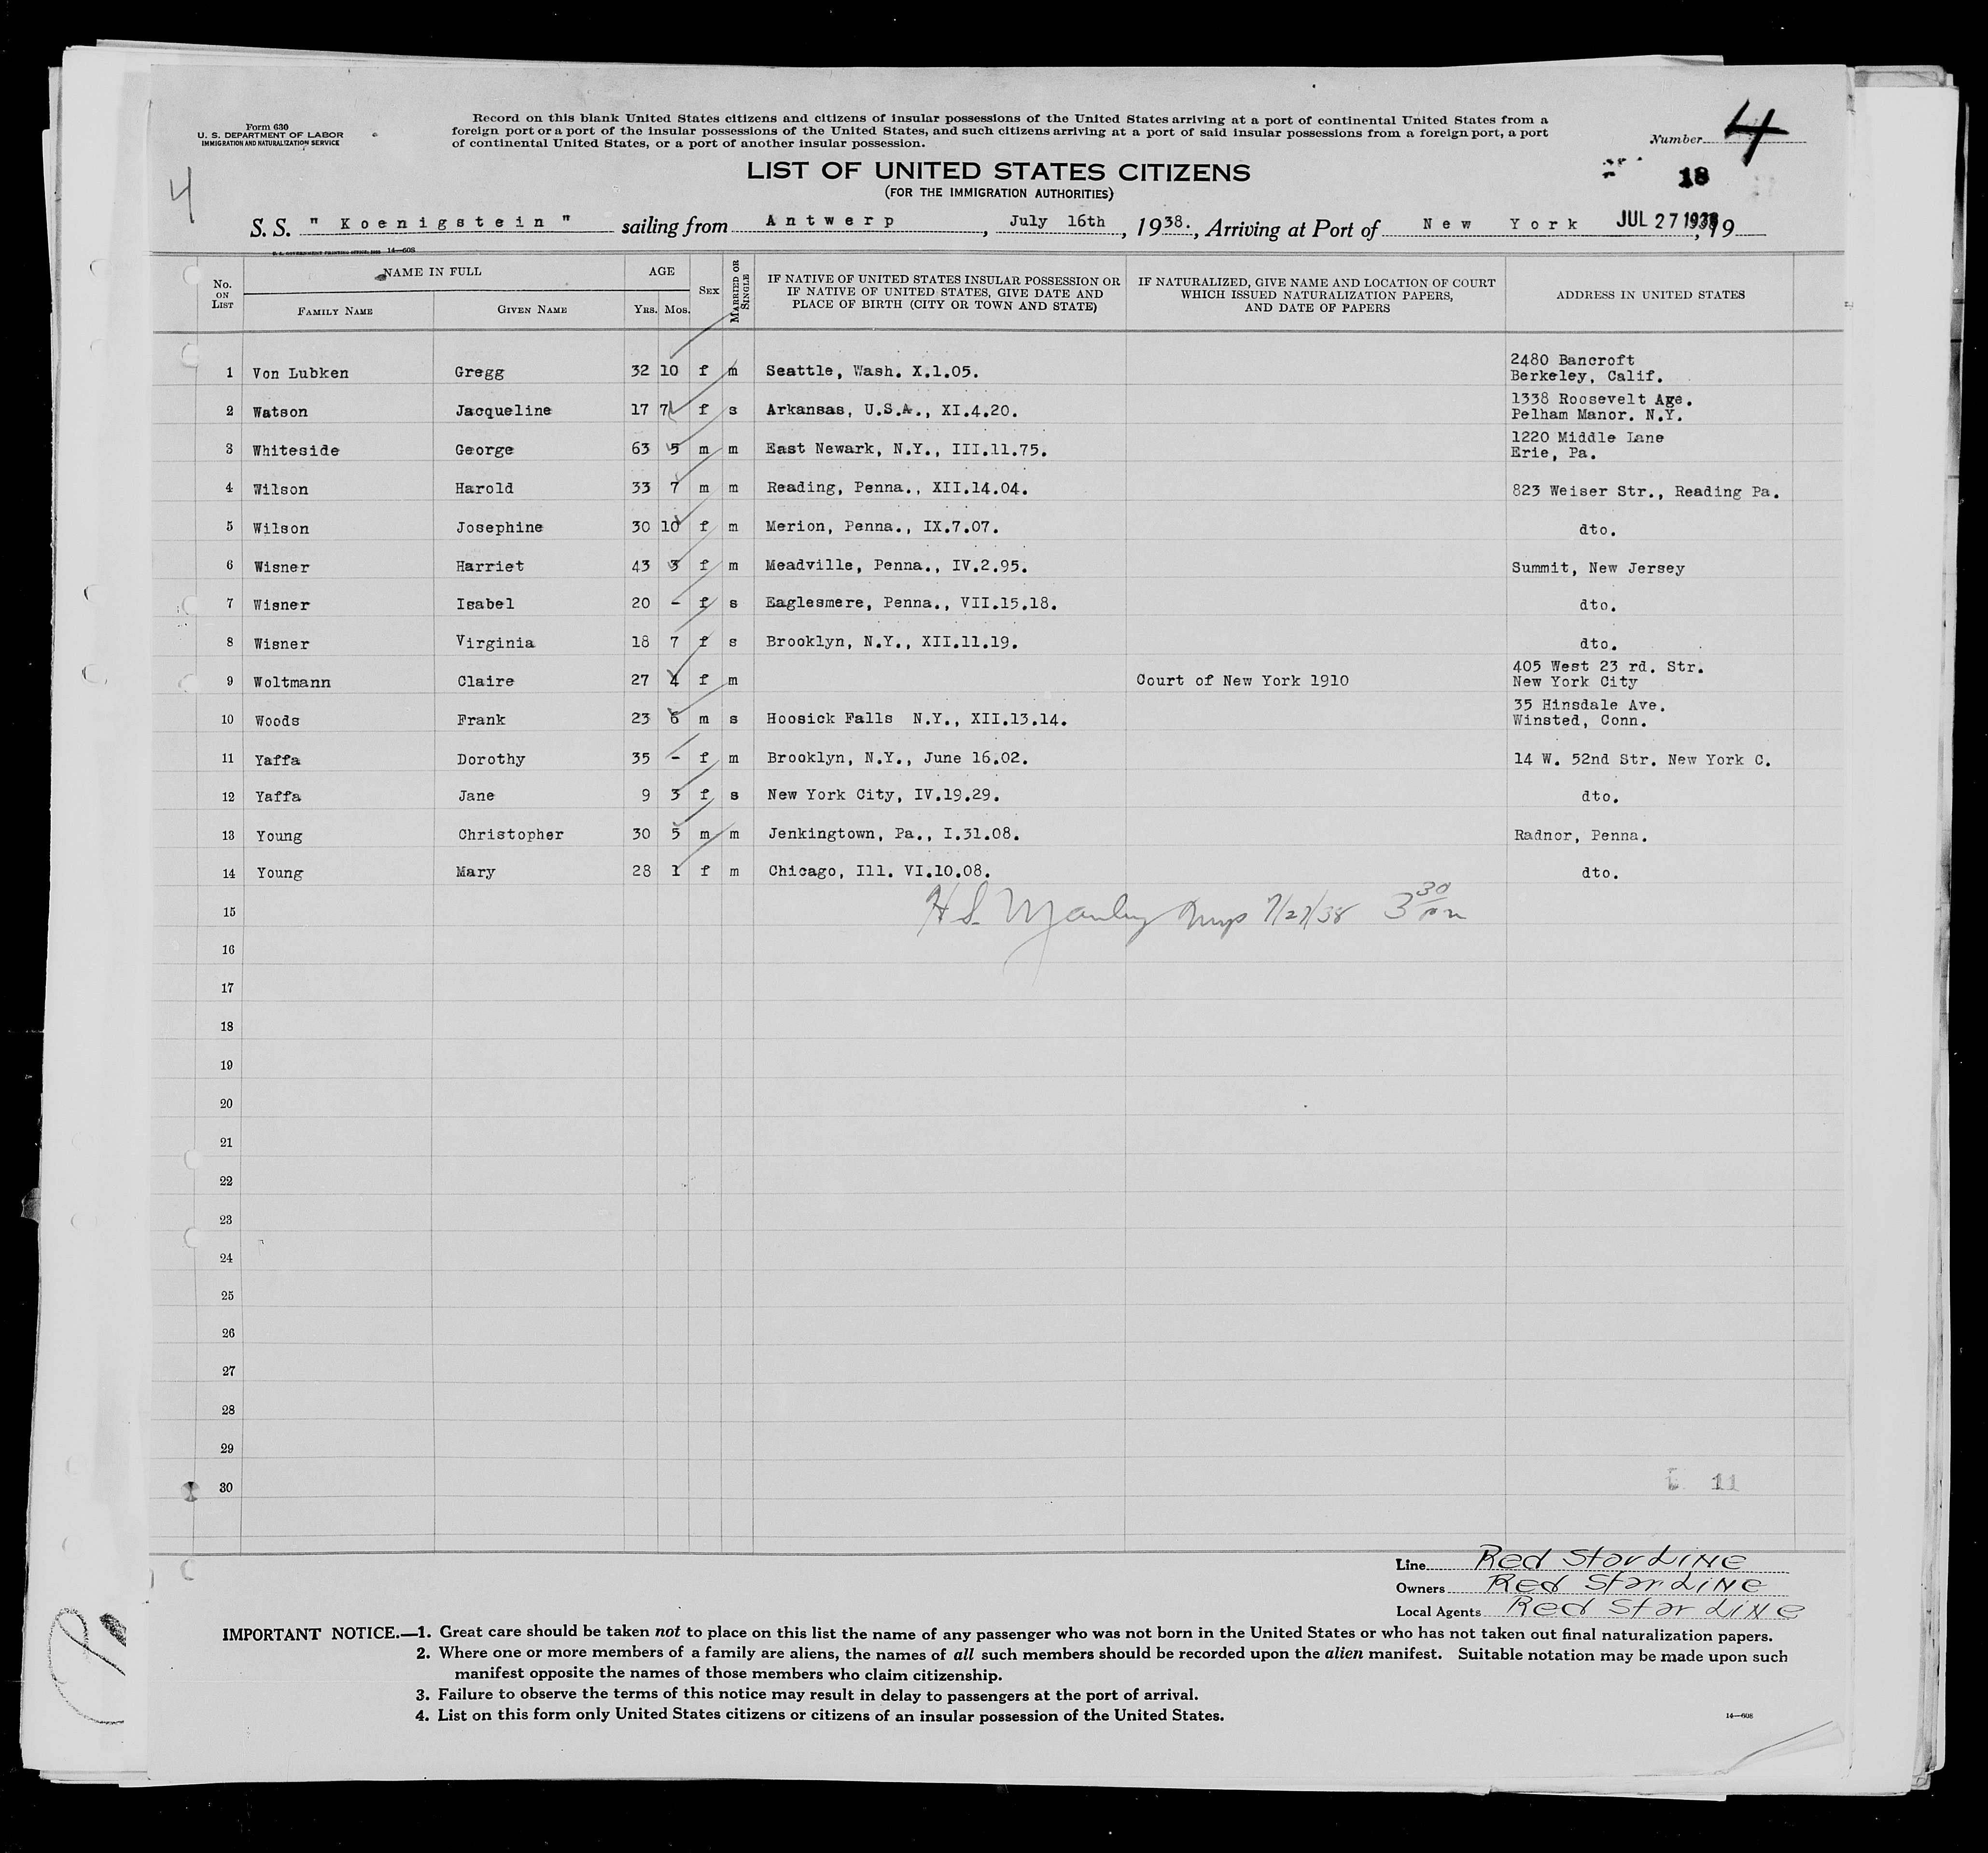 Form 630
U. S. DEPARTMENT OF LABOR
IMMIGRATION AND NATURALIZATION SERVICE
Record on this blank United States citizens and citizens of insular possessions of the United States arriving at a port of continental United States from a
foreign port or a port of the insular possessions of the United States, and such citizens arriving at a port of said insular possessions from a foreign port, a port
of continental United States, or a port of another insular possession.
Number 4
18
4
LIST OF UNITED STATES CITIZENS
(FOR THE IMMIGRATION AUTHORITIES)
S. S. "Koenigstein" sailing from Antwerp, July 16th, 1938., Arriving at Port of New York JUL 27 1938, 19
U. S. GOVERNMENT PRINTING OFFICE 14—608
No. ON LIST
NAME IN FULL
FAMILY NAME
GIVEN NAME
AGE
YRS. MOS.
SEX
MARRIED OR SINGLE
IF NATIVE OF UNITED STATES INSULAR POSSESSION OR
IF NATIVE OF UNITED STATES, GIVE DATE AND
PLACE OF BIRTH (CITY OR TOWN AND STATE)
IF NATURALIZED, GIVE NAME AND LOCATION OF COURT
WHICH ISSUED NATURALIZATION PAPERS,
AND DATE OF PAPERS
ADDRESS IN UNITED STATES
1 Von Lubken Gregg 32 10 f m Seattle, Wash. X.1.05. 2480 Bancroft
Berkeley, Calif.
2 Watson Jacqueline 17 7 f s Arkansas, U.S.A., XI.4.20. 1338 Roosevelt Age.
Pelham Manor. N.Y.
3 Whiteside George 63 5 m m East Newark, N.Y., III.11.75. 1220 Middle Lane
Erie, Pa.
4 Wilson Harold 33 7 m m Reading, Penna., XII.14.04. 823 Weiser Str., Reading Pa.
5 Wilson Josephine 30 10 f m Merion, Penna., IX.7.07. dto.
6 Wisner Harriet 43 3 f m Meadville, Penna., IV.2.95. Summit, New Jersey
7 Wisner Isabel 20 - f s Eaglesmere, Penna., VII.15.18. dto.
8 Wisner Virginia 18 7 f s Brooklyn, N.Y., XII.11.19. dto.
9 Woltmann Claire 27 4 f m Court of New York 1910 405 West 23 rd. Str.
New York City
10 Woods Frank 23 6 m s Hoosick Falls N.Y., XII.13.14. 35 Hinsdale Ave.
Winsted, Conn.
11 Yaffa Dorothy 35 - f m Brooklyn, N.Y., June 16.02. 14 W. 52nd Str. New York C.
12 Yaffa Jane 9 3 f s New York City, IV.19.29. dto.
13 Young Christopher 30 5 m m Jenkingtown, Pa., I.31.08. Radnor, Penna.
14 Young Mary 28 1 f m Chicago, Ill. VI.10.08. dto.
H S. Manley 7/27/38 3 30 pm
15
16
17
18
19
20
21
22
23
24
25
26
27
28
29
30
11
Line Red Star Line
Owners Red Star Line
Local Agents Red Star Line
IMPORTANT NOTICE.—1. Great care should be taken not to place on this list the name of any passenger who was not born in the United States or who has not taken out final naturalization papers.
2. Where one or more members of a family are aliens, the names of all such members should be recorded upon the alien manifest. Suitable notation may be made upon such
manifest opposite the names of those members who claim citizenship.
3. Failure to observe the terms of this notice may result in delay to passengers at the port of arrival.
4. List on this form only United States citizens or citizens of an insular possession of the United States.
14—608